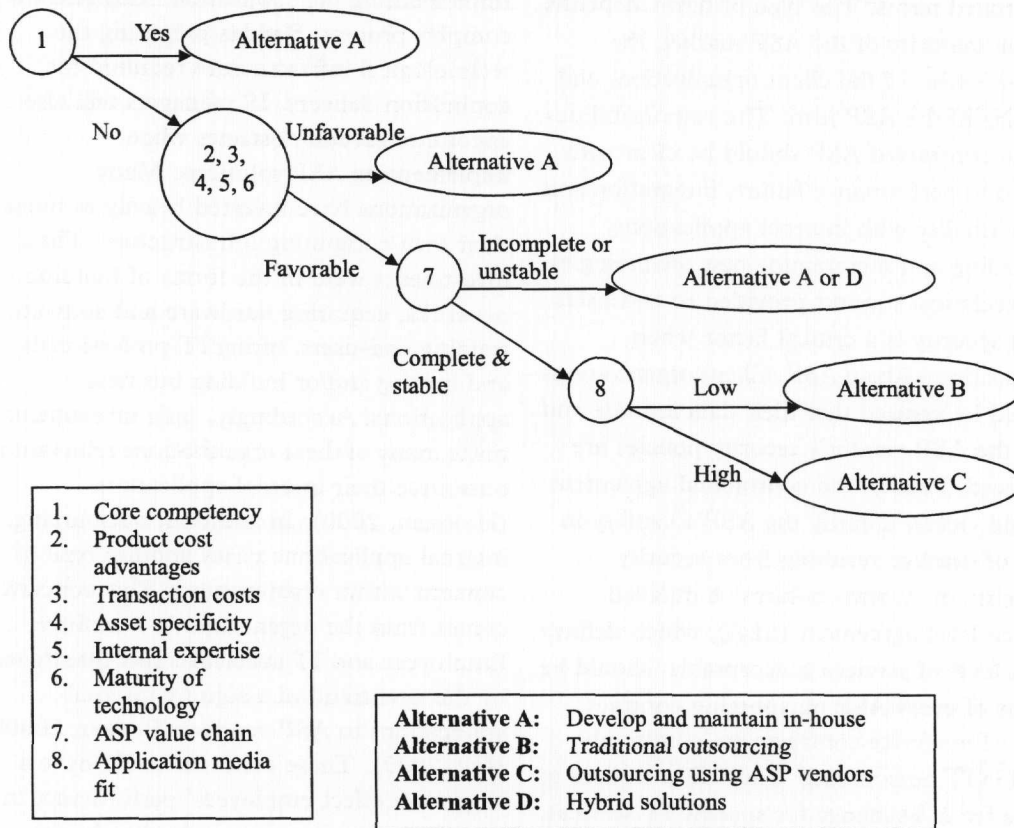 1
Yes
Alternative A
No
2, 3,
4, 5, 6
Unfavorable
Alternative A
Favorable
7
Incomplete or
unstable
Alternative A or D
Complete &
stable
8
Low
Alternative B
High
Alternative C
1. Core competency
2. Product cost
advantages
3. Transaction costs
4. Asset specificity
5. Internal expertise
6. Maturity of
technology
7. ASP value chain
8. Application media
fit
Alternative A: Develop and maintain in-house
Alternative B: Traditional outsourcing
Alternative C: Outsourcing using ASP vendors
Alternative D: Hybrid solutions